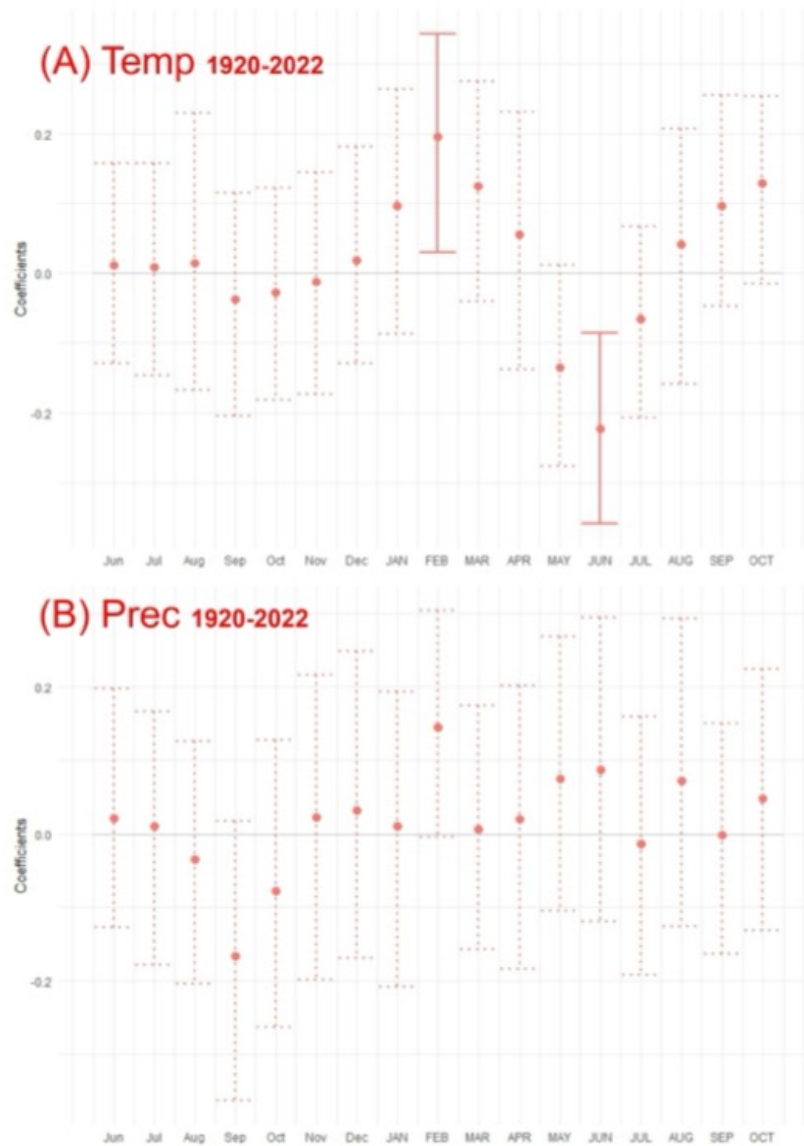 (A) Temp 1920-2022
0.2
0.0
-0.2
Coefficients
Jun Jul Aug Sep Oct Nov Dec JAN FEB MAR APR MAY JUN JUL AUG SEP OCT
(B) Prec 1920-2022
0.2
0.0
-0.2
Coefficients
Jun Jul Aug Sep Oct Nov Dec JAN FEB MAR APR MAY JUN JUL AUG SEP OCT